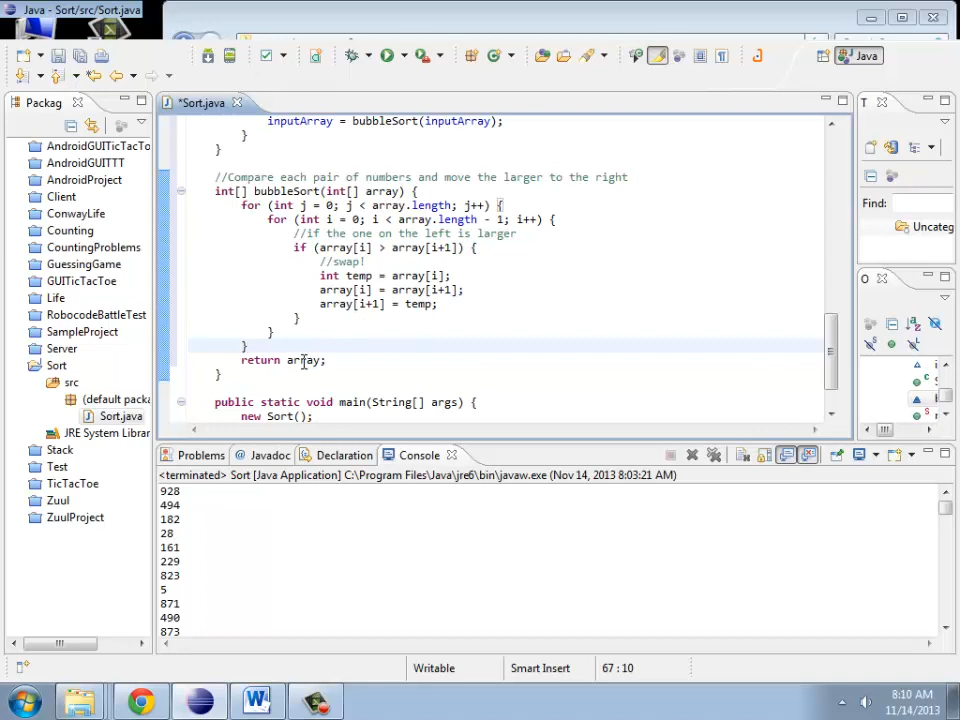 Java - Sort/src/Sort.java
Java
Packag
*Sort.java
T
AndroidGUITicTacTo
AndroidGUITTT
AndroidProject
Client
ConwayLife
Counting
CountingProblems
GuessingGame
GUITicTacToe
Life
RobocodeBattleTest
SampleProject
Server
Sort
src
(default packa
Sort.java
JRE System Librar
Stack
Test
TicTacToe
Zuul
ZuulProject
inputArray = bubbleSort(inputArray);
}
}
//Compare each pair of numbers and move the larger to the right
int[] bubbleSort(int[] array) {
for (int j = 0; j < array.length; j++) {
for (int i = 0; i < array.length - 1; i++) {
//if the one on the left is larger
if (array[i] > array[i+1]) {
//swap!
int temp = array[i];
array[i] = array[i+1];
array[i+1] = temp;
}
}
}
return array;
}
public static void main(String[] args) {
new Sort();
Find:
Uncateg
O
Problems
Javadoc
Declaration
Console
<terminated> Sort [Java Application] C:\Program Files\Java\jre6\bin\javaw.exe (Nov 14, 2013 8:03:21 AM)
928
494
182
28
161
229
823
5
871
490
873
Writable
Smart Insert
67 : 10
8:10 AM
11/14/2013